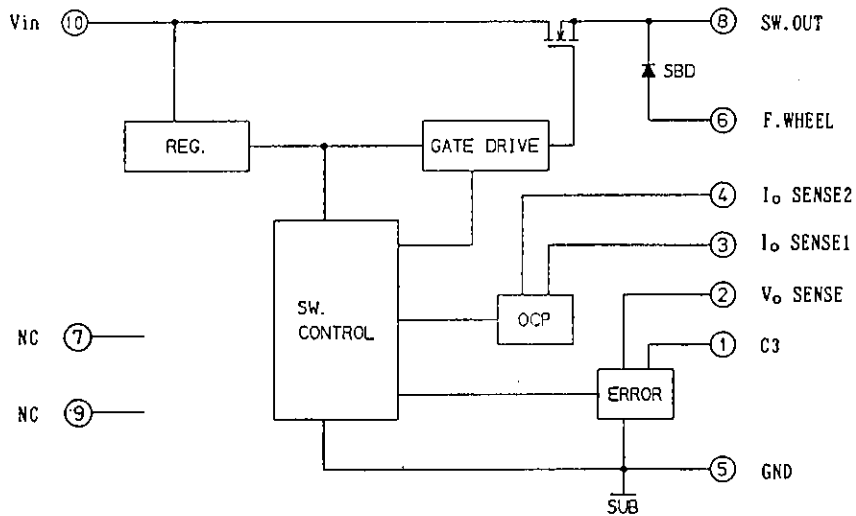 Vin 10
8 SW.OUT
SBD
6 F.WHEEL
REG.
GATE DRIVE
4 Io SENSE2
3 Io SENSE1
SW.
CONTROL
OCP
2 Vo SENSE
NC 7
1 C3
ERROR
NC 9
5 GND
SUB